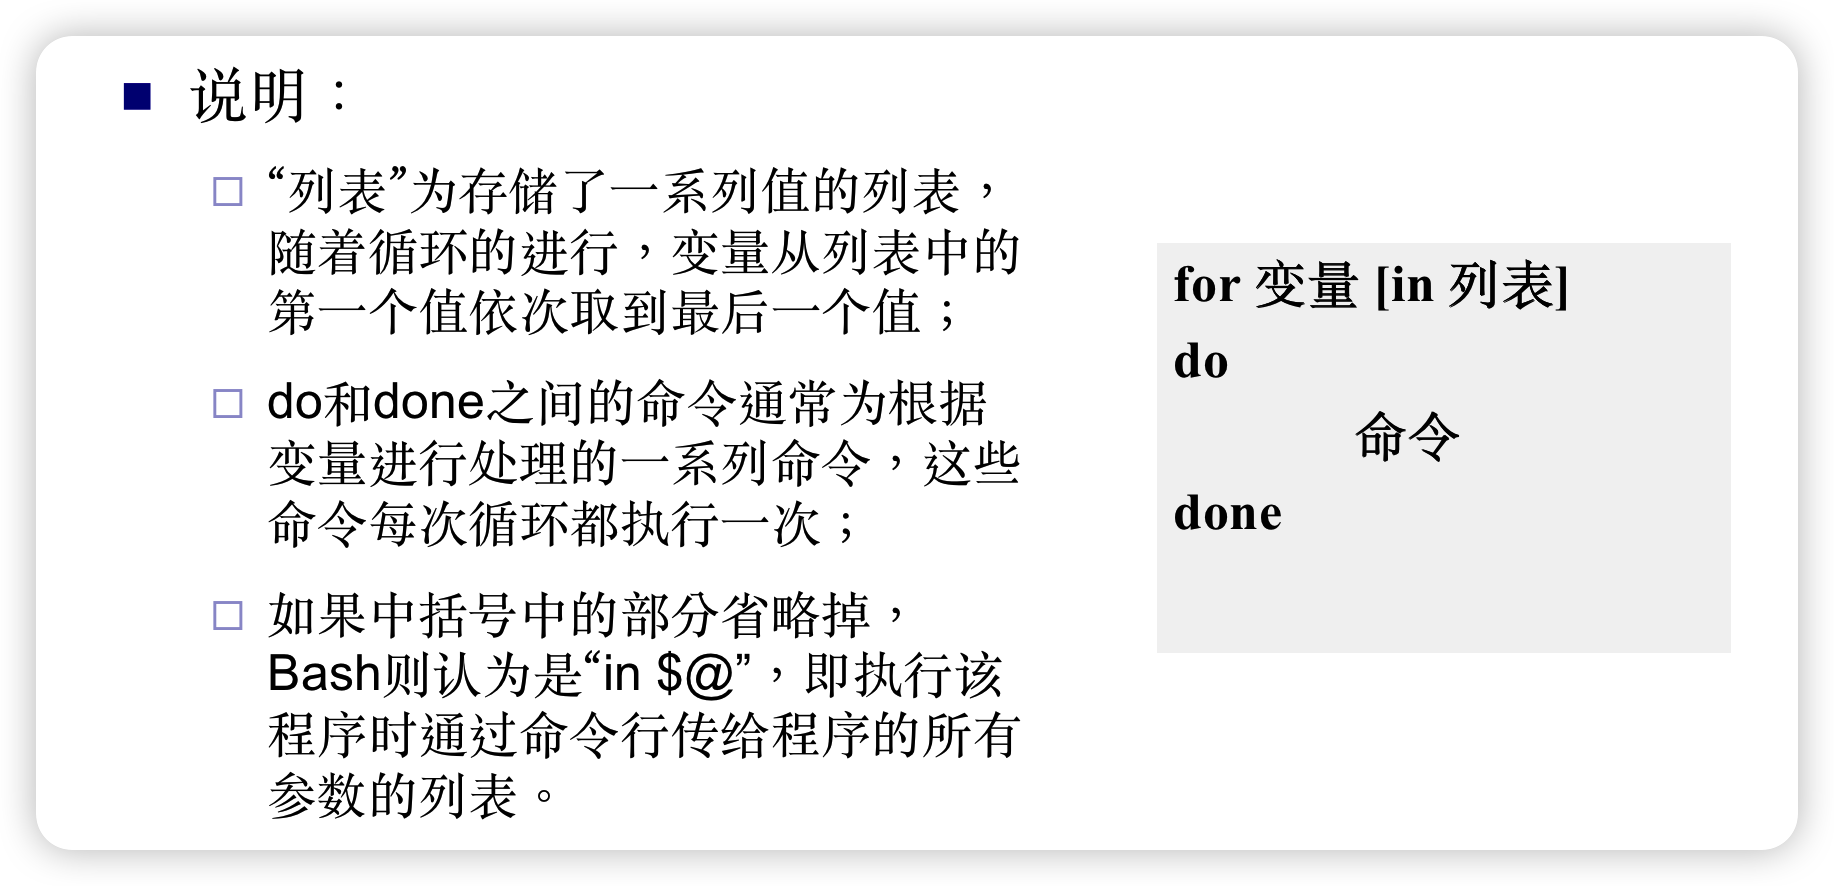 说明：
“列表”为存储了一系列值的列表，
随着循环的进行，变量从列表中的
第一个值依次取到最后一个值；
do和done之间的命令通常为根据
变量进行处理的一系列命令，这些
命令每次循环都执行一次；
如果中括号中的部分省略掉，
Bash则认为是“in $@”，即执行该
程序时通过命令行传给程序的所有
参数的列表。
for 变量 [in 列表]
do
命令
done